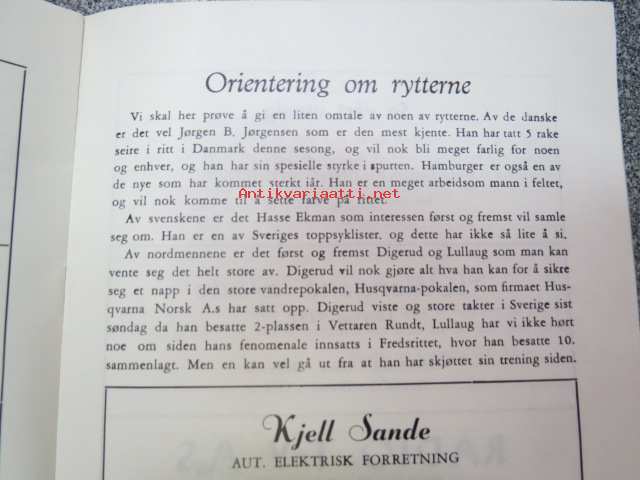 Orientering om rytterne
Vi skal her prøve å gi en liten omtale av noen av rytterne. Av de danske
er det vel Jørgen B. Jørgensen som er den mest kjente. Han har tatt 5 rake
seire i ritt i Danmark denne sesong, og vil nok bli meget farlig for noen
og enhver, og han har sin spesielle styrke i sputten. Hamburger er også en av
de nye som har kommet sterkt iår. Han er en meget arbeidsom mann i feltet,
Antikvariaatti.net
og vil nok komme til å sette farve på rittet.
Av svenskene er det Hasse Ekman som interessen først og fremst vil samle
seg om. Han er en av Sveriges toppsyklister, og dette har ikke så lite å si.
Av nordmennene er det først og fremst Digerud og Lullaug som man kan
vente seg det helt store av. Digerud vil nok gjøre alt hva han kan for å sikre
seg et napp i den store vandrepokalen, Husqvarna-pokalen, som firmaet Hus-
qvarna Norsk A.s har satt opp. Digerud viste og store takter i Sverige sist
søndag da han besatte 2-plassen i Vettaren Rundt, Lullaug har vi ikke hørt
noe om siden hans fenomenale innsatts i Fredsrittet, hvor han besatte 10.
sammenlagt. Men en kan vel gå ut fra at han har skjøttet sin trening siden.
Kjell Sande
AUT. ELEKTRISK FORRETNING